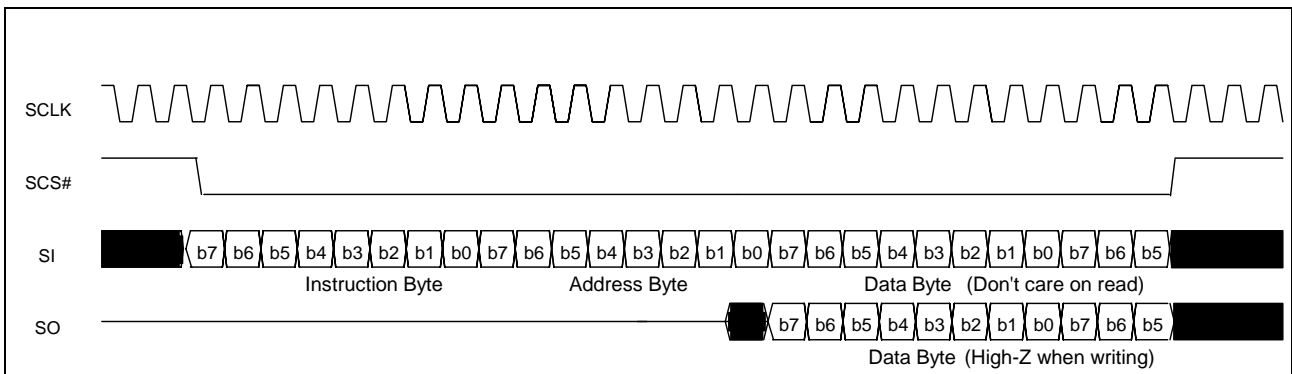 SCLK
SCS#
SI b7 b6 b5 b4 b3 b2 b1 b0 b7 b6 b5 b4 b3 b2 b1 b0 b7 b6 b5 b4 b3 b2 b1 b0 b7 b6 b5
Instruction Byte Address Byte Data Byte (Don't care on read)
SO b7 b6 b5 b4 b3 b2 b1 b0 b7 b6 b5
Data Byte (High-Z when writing)